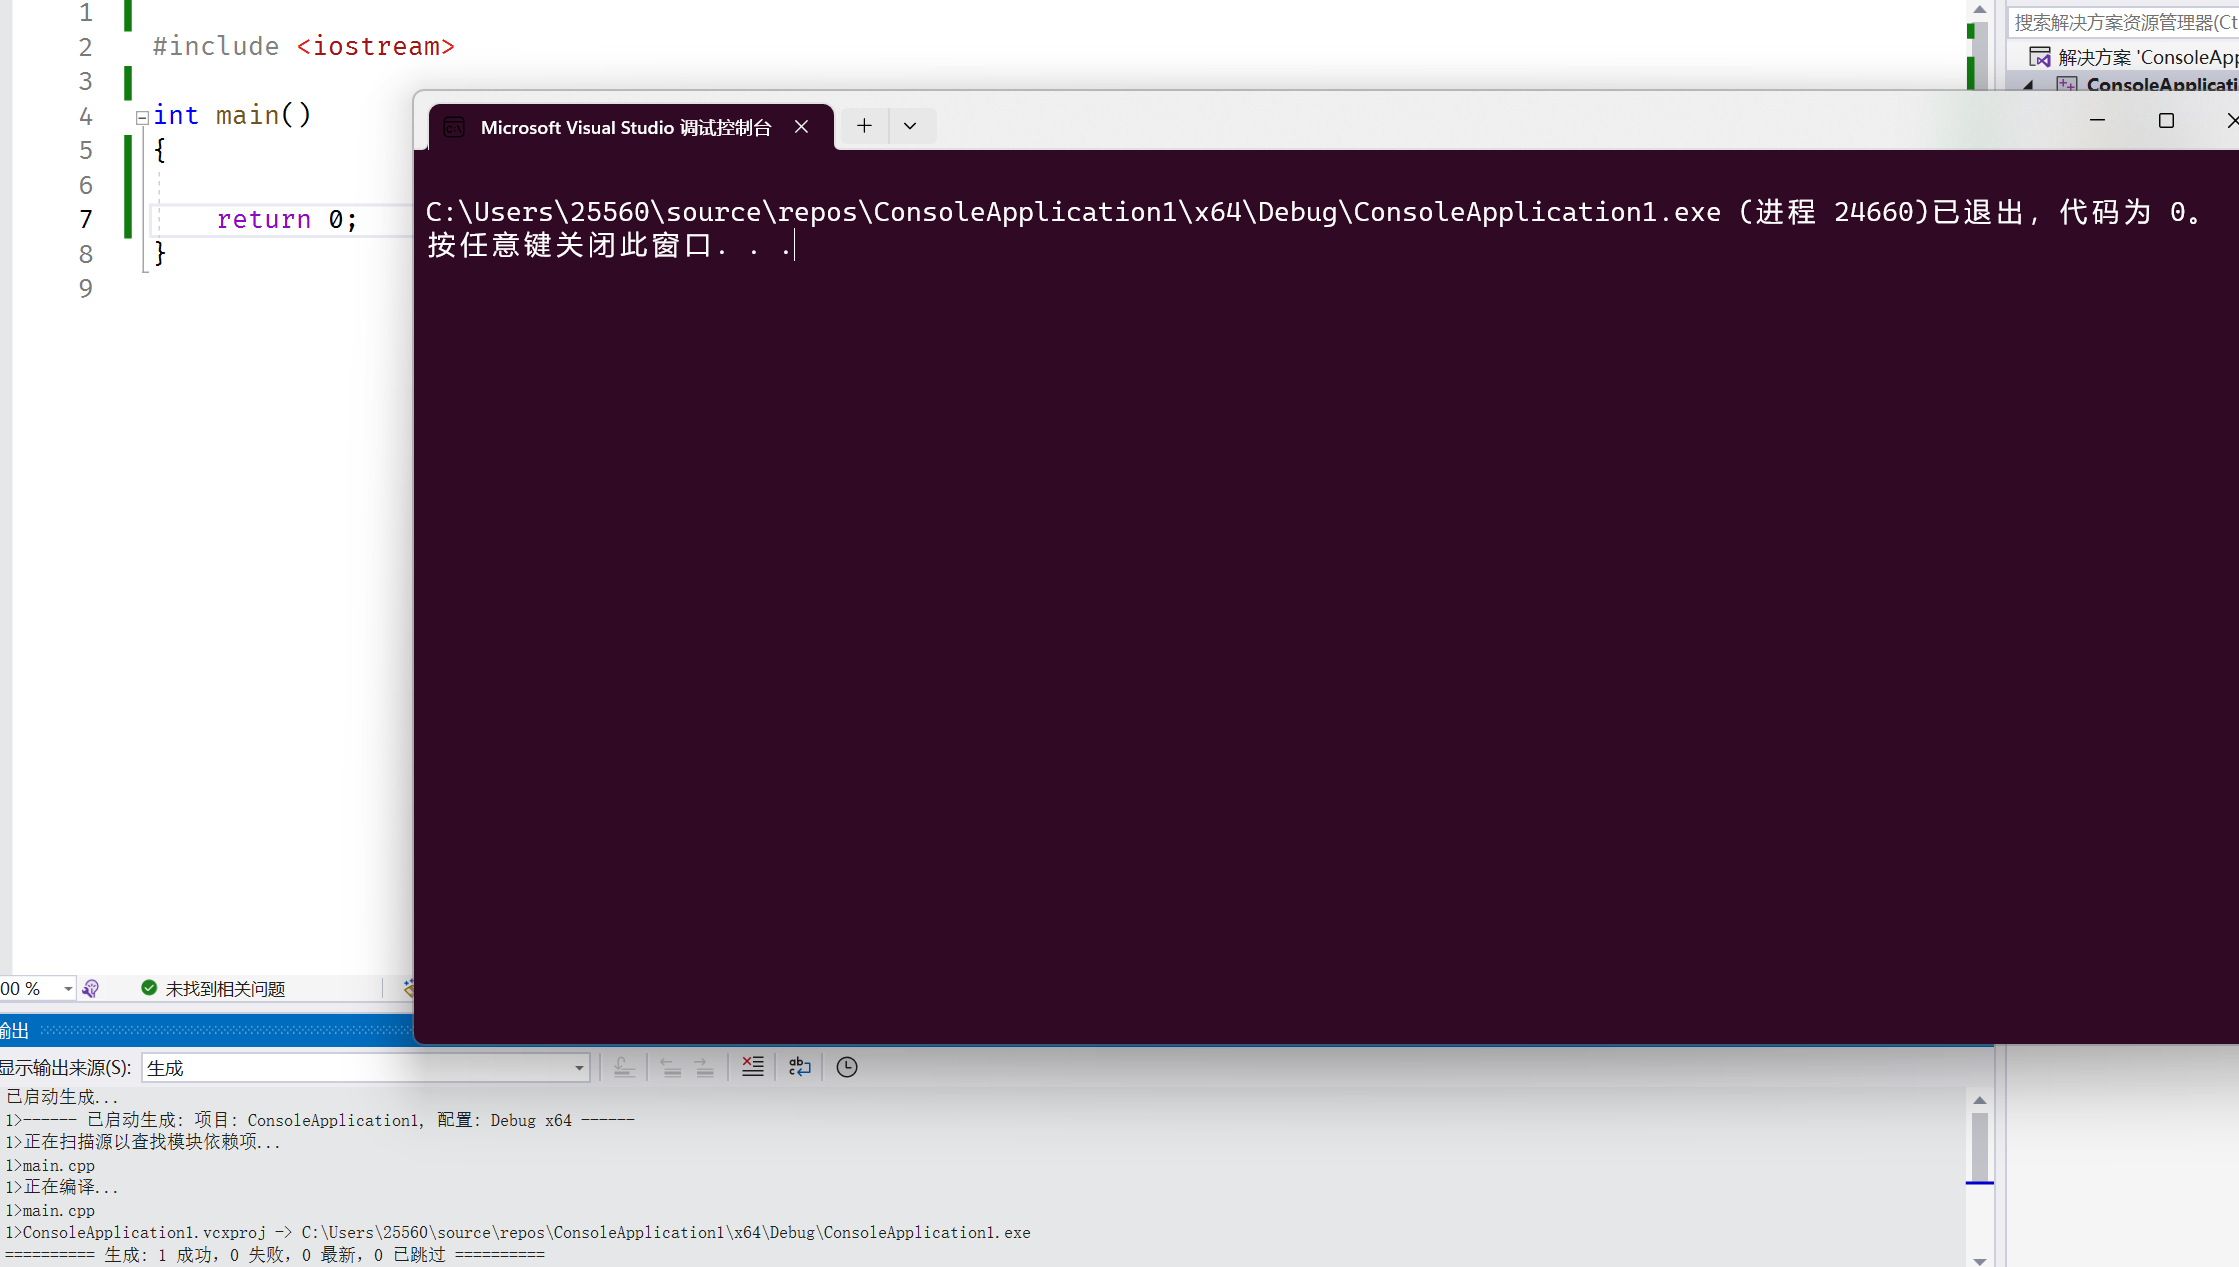 1
2 #include <iostream>
3
4 int main()
5 {
6
7 return 0;
8 }
9
搜索解决方案资源管理器(Ct
解决方案 'ConsoleApp
ConsoleApplicati
Microsoft Visual Studio 调试控制台
C:\Users\25560\source\repos\ConsoleApplication1\x64\Debug\ConsoleApplication1.exe (进程 24660)已退出，代码为 0。
按任意键关闭此窗口. . .
00 %
未找到相关问题
输出
显示输出来源(S): 生成
已启动生成...
1>------ 已启动生成: 项目: ConsoleApplication1, 配置: Debug x64 ------
1>正在扫描源以查找模块依赖项...
1>main.cpp
1>正在编译...
1>main.cpp
1>ConsoleApplication1.vcxproj -> C:\Users\25560\source\repos\ConsoleApplication1\x64\Debug\ConsoleApplication1.exe
========== 生成: 1 成功，0 失败，0 最新，0 已跳过 ==========